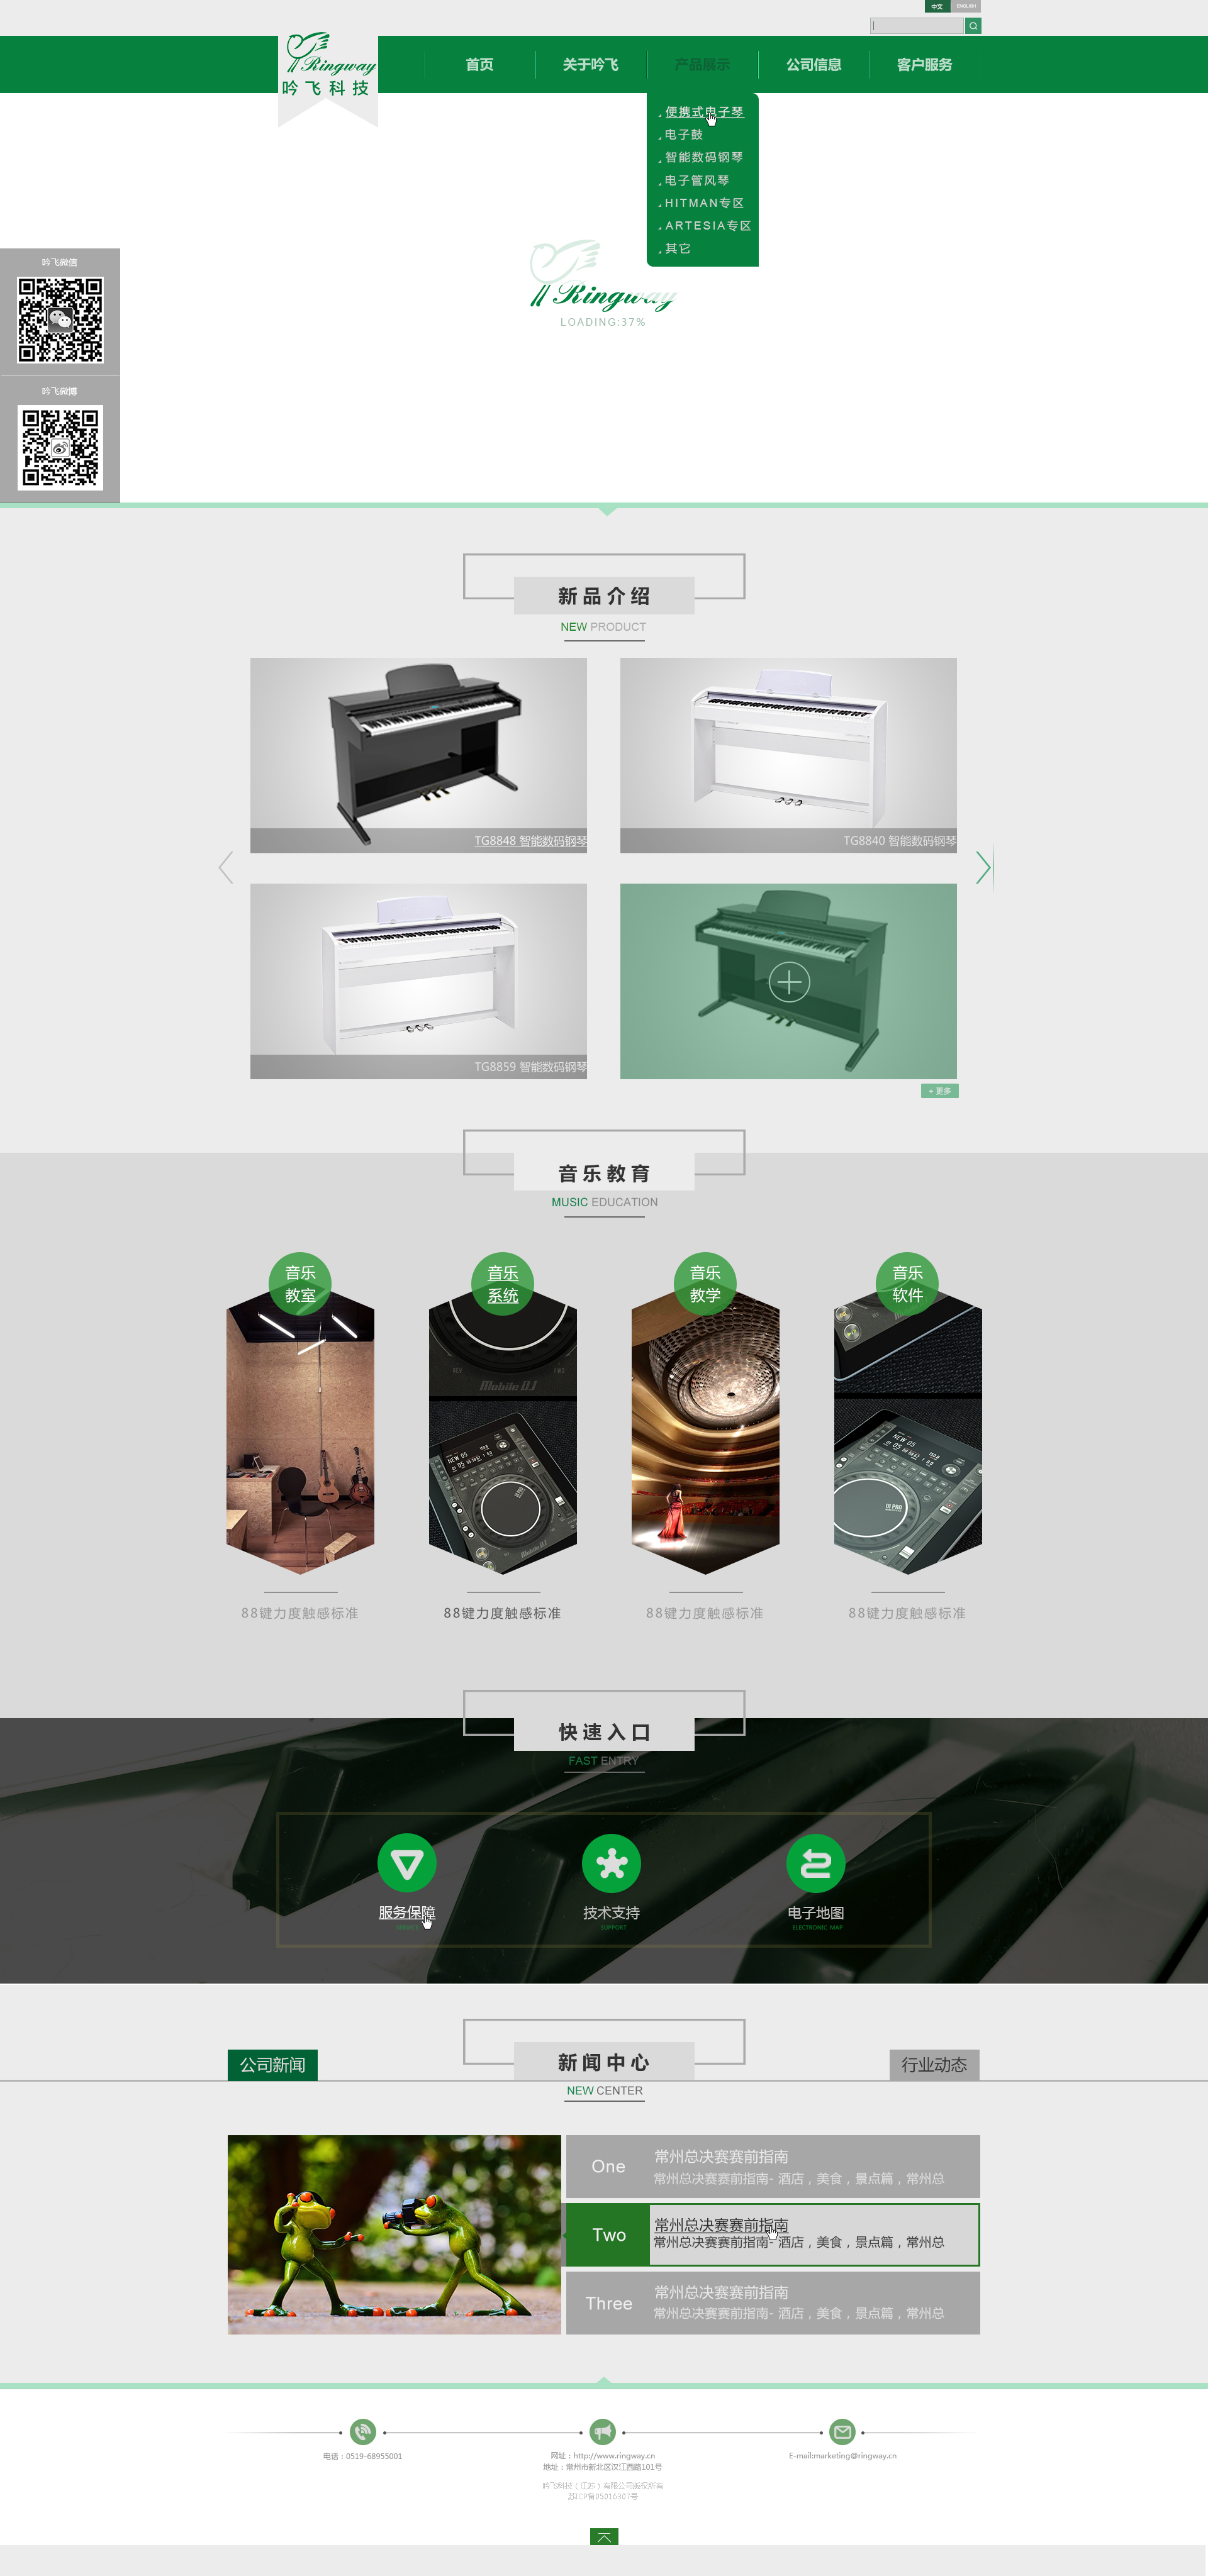 中文
ENGLISH
Ringway
吟飞科技
首页
关于吟飞
产品展示
公司信息
客户服务
便携式电子琴
电子鼓
智能数码钢琴
电子管风琴
HITMAN专区
ARTESIA专区
其它
吟飞微信
吟飞微博
Ringway
LOADING:37%
新品介绍
NEW PRODUCT
TG8848 智能数码钢琴
TG8840 智能数码钢琴
TG8859 智能数码钢琴
+ 更多
音乐教育
MUSIC EDUCATION
音乐
教室
音乐
系统
音乐
教学
音乐
软件
REV
FWD
Mobile DJ
NEW 05
UI PRO
Mobile DJ
NEW 05
UI PRO
88键力度触感标准
88键力度触感标准
88键力度触感标准
88键力度触感标准
快速入口
FAST ENTRY
服务保障
技术支持
SUPPORT
电子地图
ELECTRONIC MAP
新闻中心
NEW CENTER
公司新闻
行业动态
One
常州总决赛赛前指南
常州总决赛赛前指南- 酒店，美食，景点篇，常州总
Two
常州总决赛赛前指南
常州总决赛赛前指南- 酒店，美食，景点篇，常州总
Three
常州总决赛赛前指南
常州总决赛赛前指南- 酒店，美食，景点篇，常州总
电话：0519-68955001
网址：http://www.ringway.cn
地址：常州市新北区汉江西路101号
E-mail:marketing@ringway.cn
吟飞科技（江苏）有限公司版权所有
苏ICP备05016307号